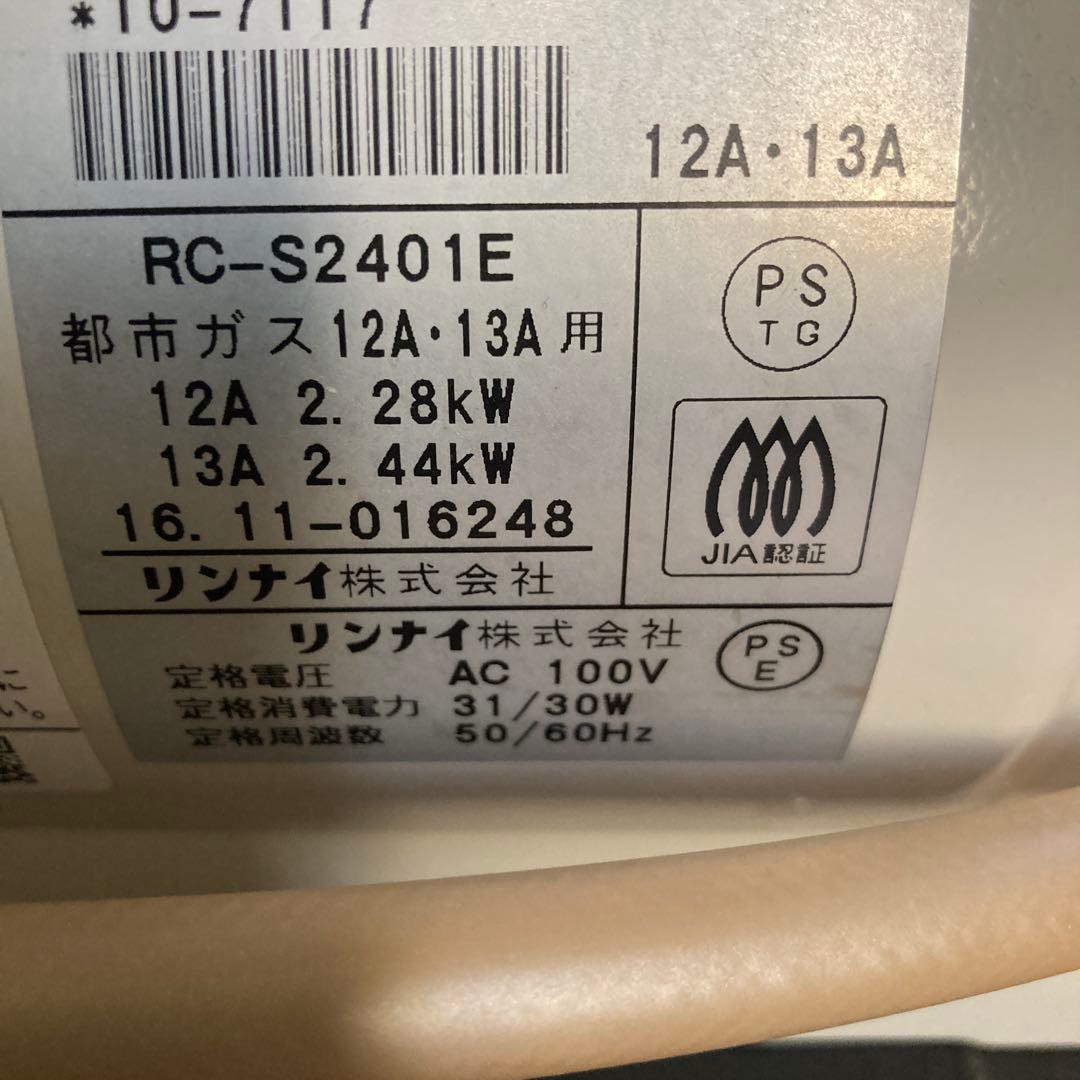 *10-7117
12A・13A
RC-S2401E
都市ガス12A・13A用
12A 2.28kW
13A 2.44kW
16.11-016248
リンナイ株式会社
PS
TG
JIA認証
リンナイ株式会社
定格電圧 AC 100V
定格消費電力 31/30W
定格周波数 50/60Hz
PS
E
に
い。